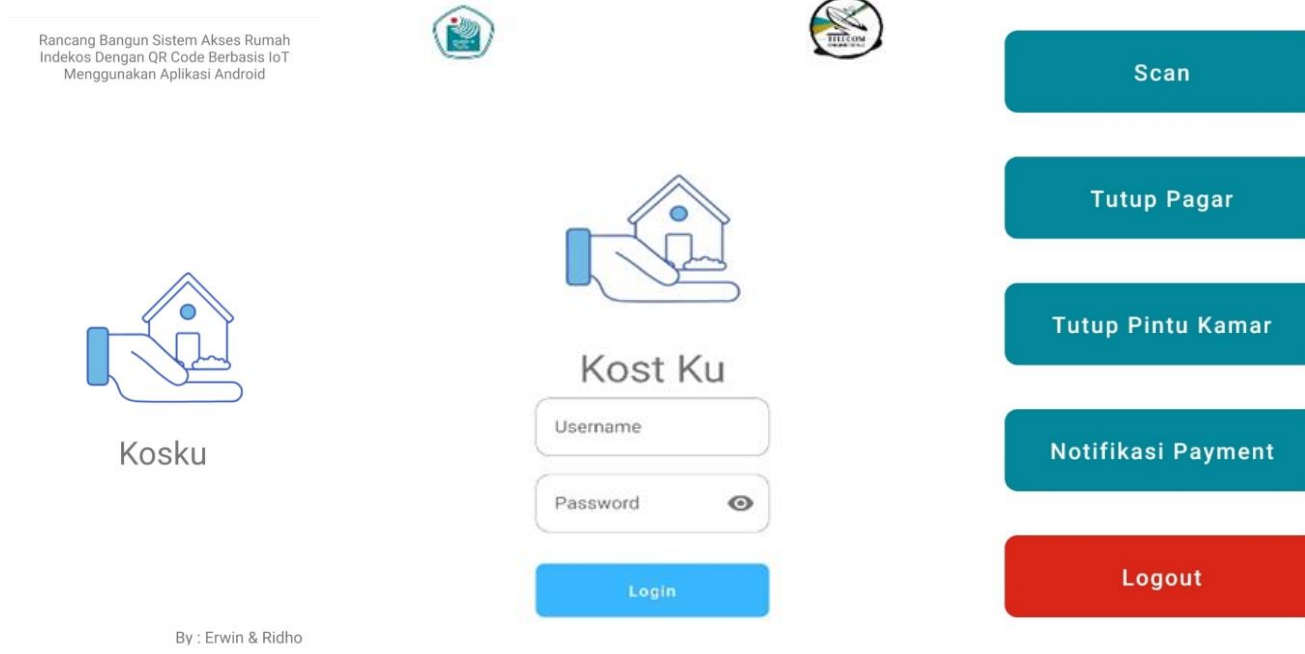 Rancang Bangun Sistem Akses Rumah
Indekos Dengan QR Code Berbasis IoT
Menggunakan Aplikasi Android
Kosku
By : Erwin & Ridho
TELECOM
Kost Ku
Username
Password
Login
Scan
Tutup Pagar
Tutup Pintu Kamar
Notifikasi Payment
Logout